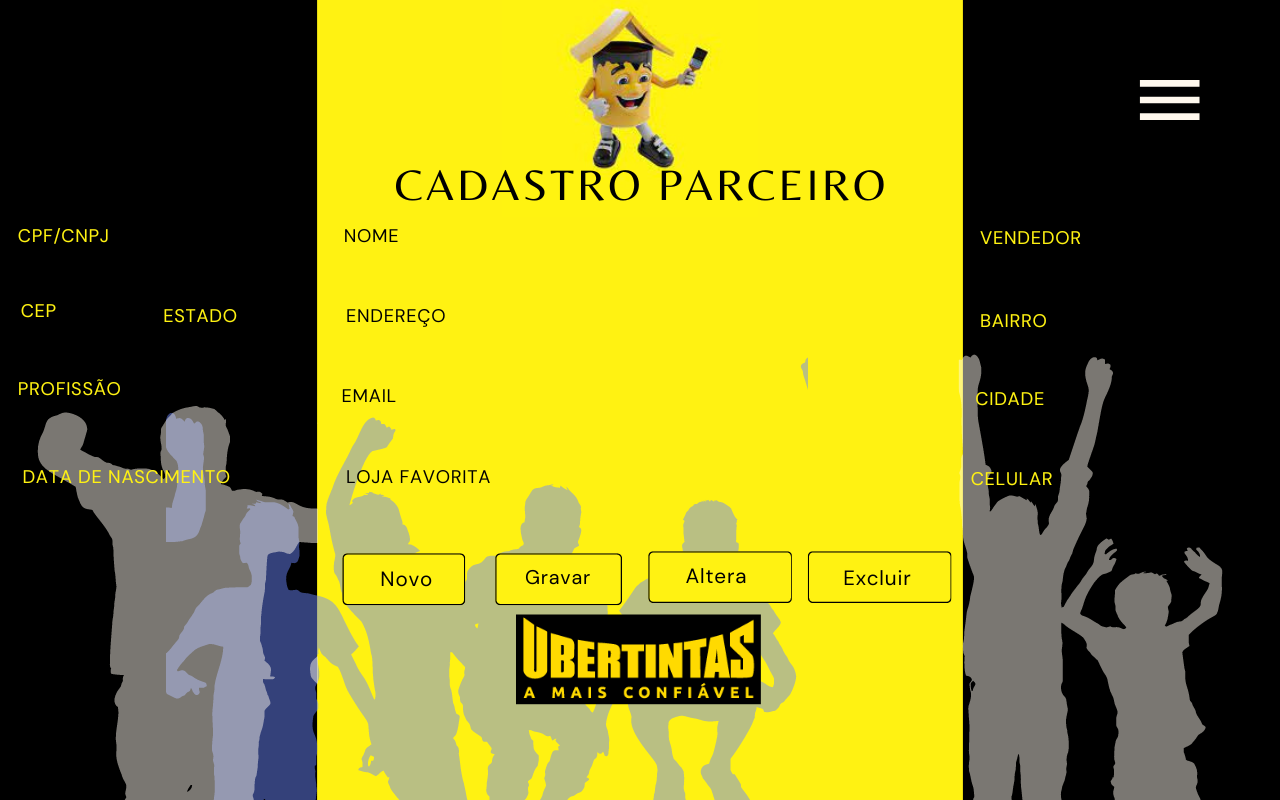 CADASTRO PARCEIRO
CPF/CNPJ
NOME
VENDEDOR
CEP
ESTADO
ENDEREÇO
BAIRRO
PROFISSÃO
EMAIL
CIDADE
DATA DE NASCIMENTO
LOJA FAVORITA
CELULAR
Novo
Gravar
Altera
Excluir
UBERTINTAS
A MAIS CONFIÁVEL